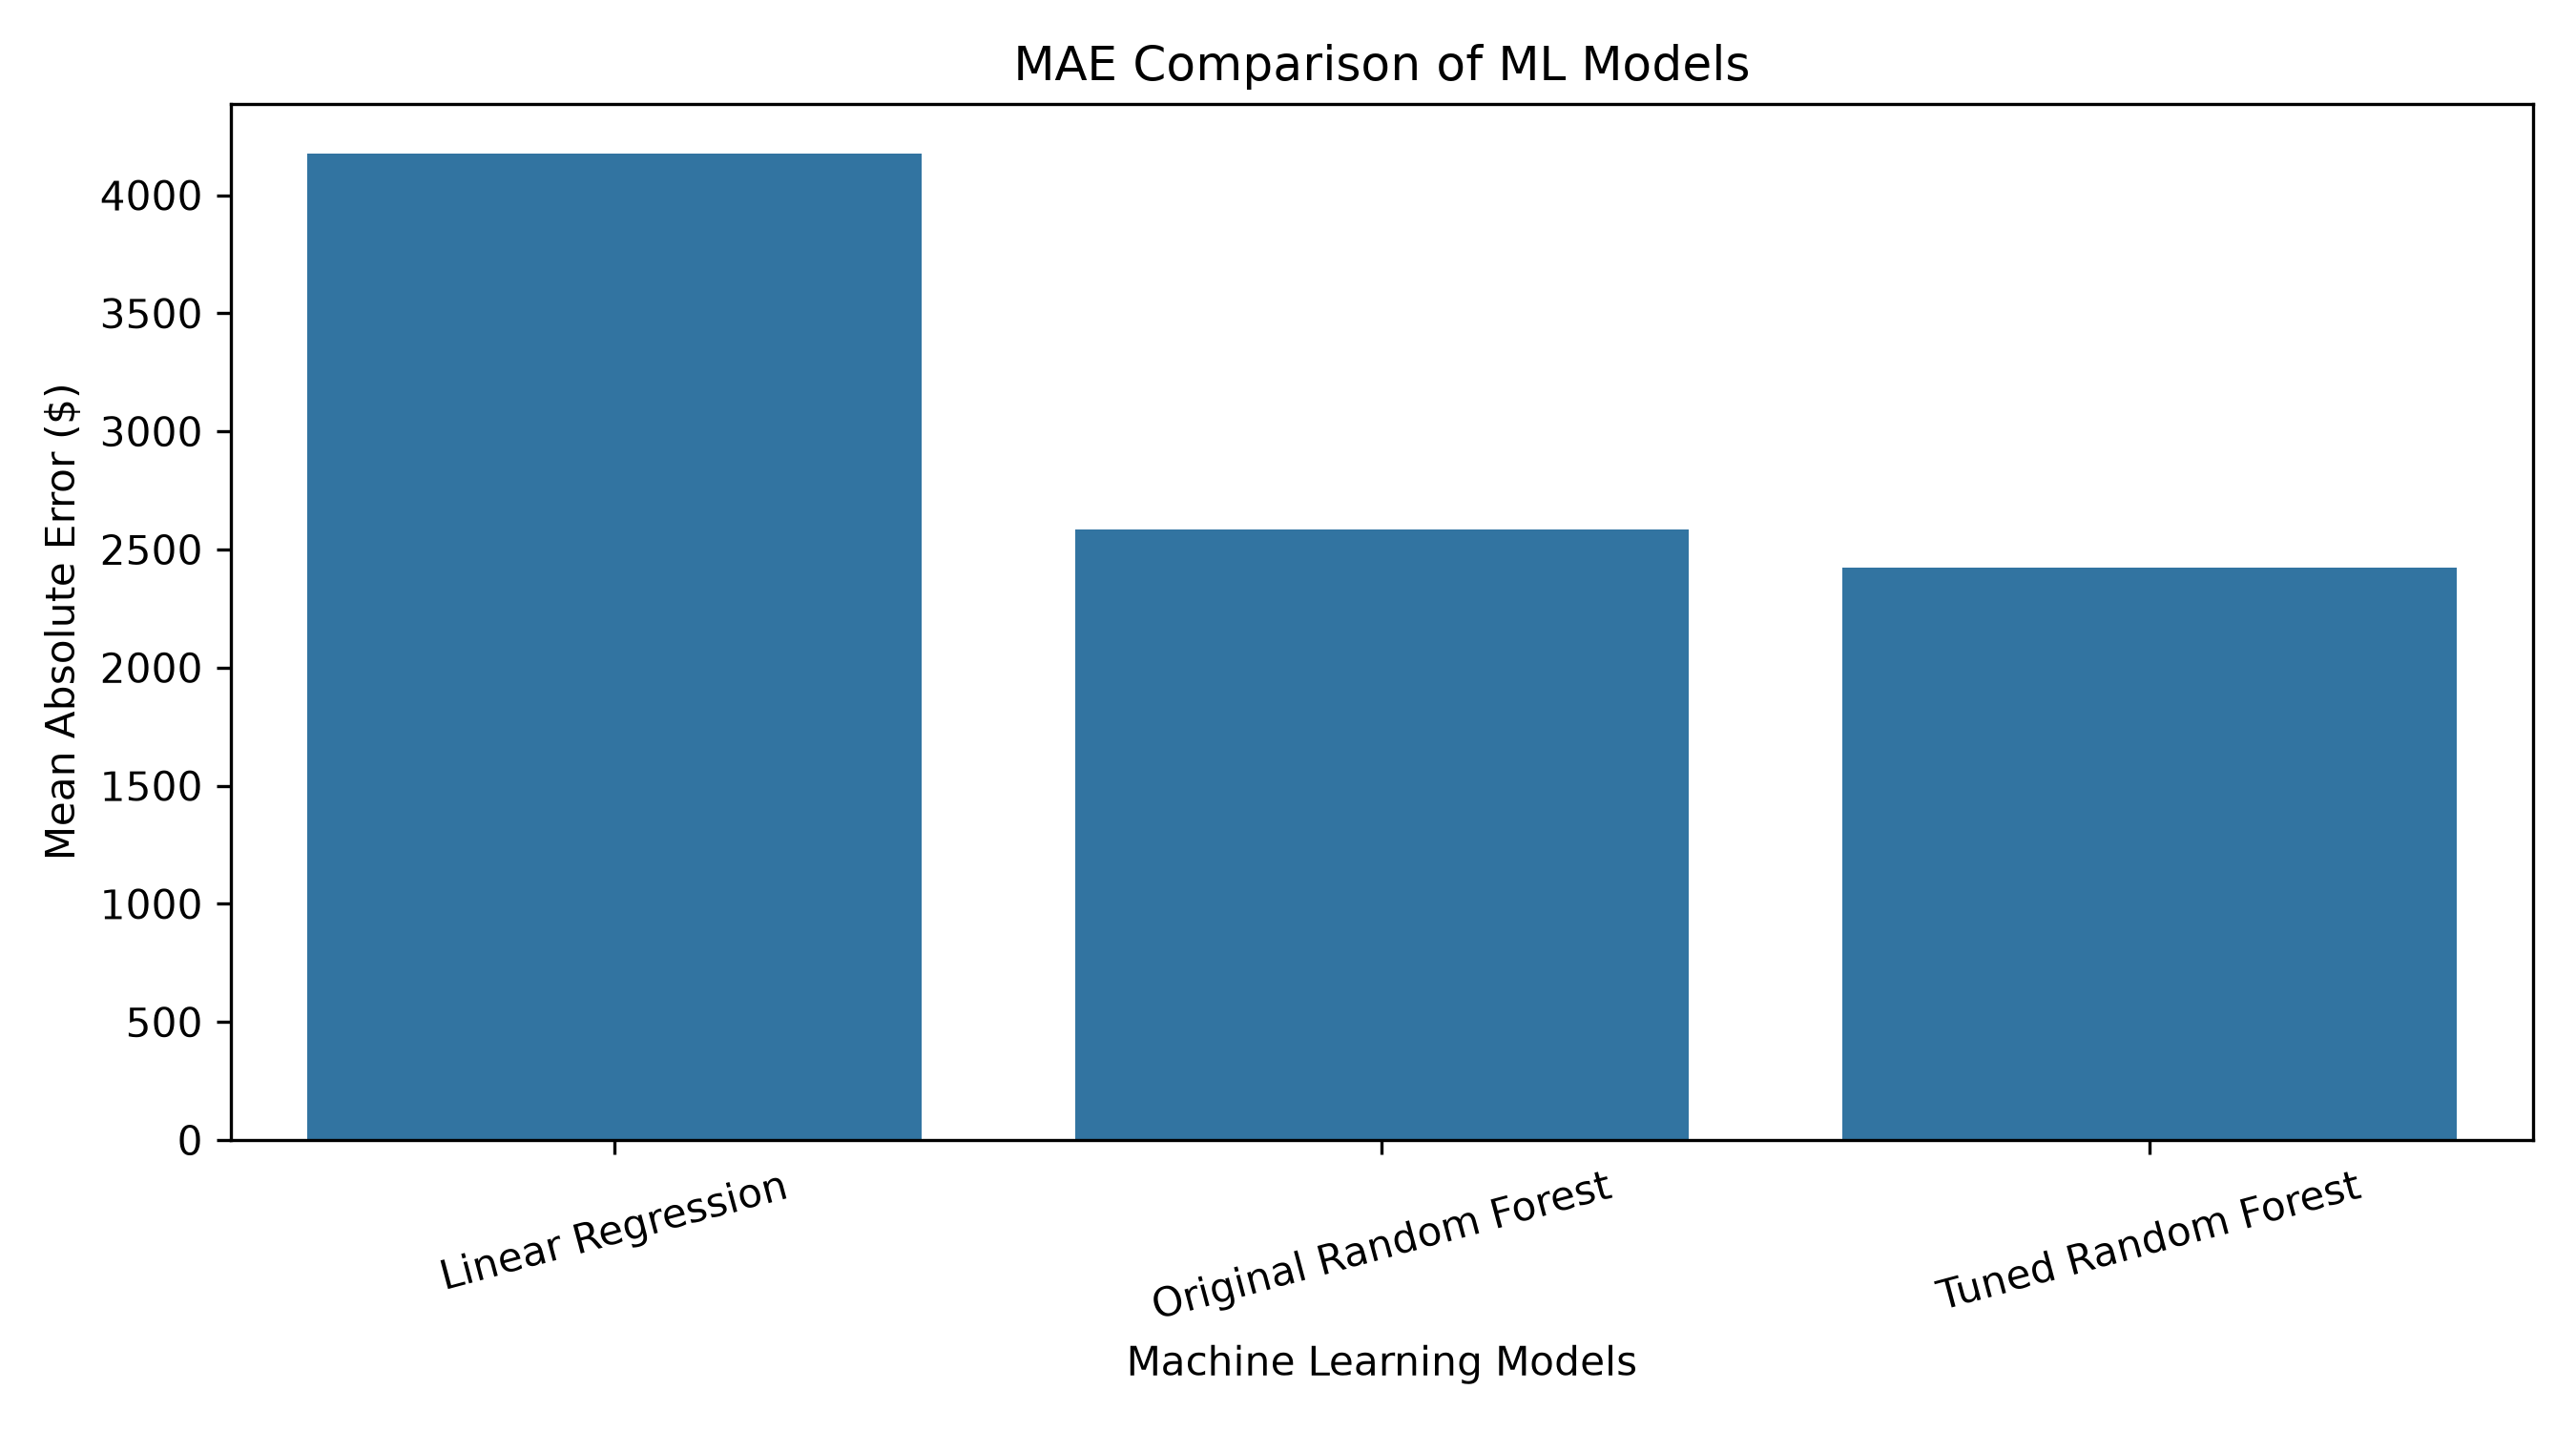 MAE Comparison of ML Models
Mean Absolute Error ($)
4000
3500
3000
2500
2000
1500
1000
500
0
Linear Regression
Original Random Forest
Tuned Random Forest
Machine Learning Models